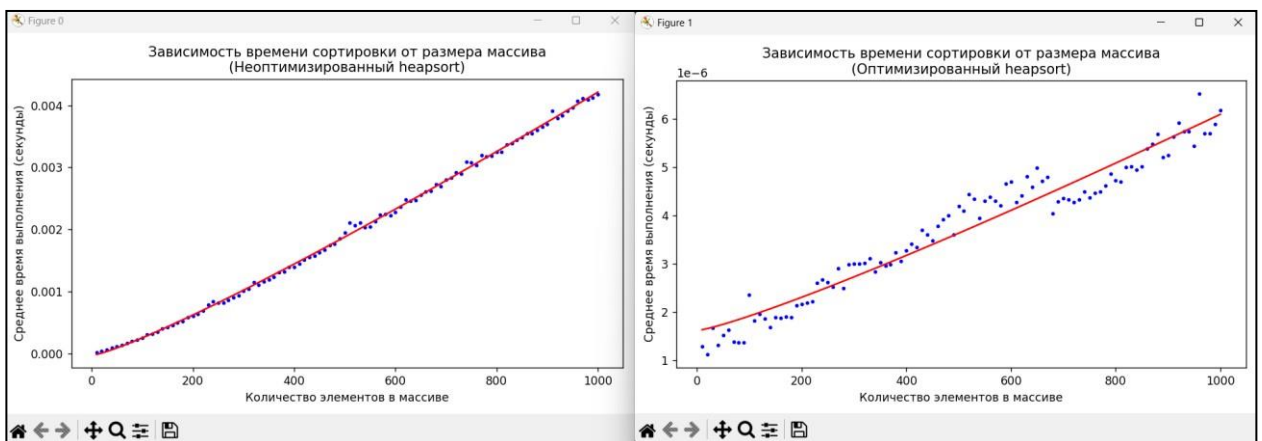 Figure 0
Зависимость времени сортировки от размера массива
(Неоптимизированный heapsort)
Среднее время выполнения (секунды)
0.004
0.003
0.002
0.001
0.000
0 200 400 600 800 1000
Количество элементов в массиве
Figure 1
Зависимость времени сортировки от размера массива
(Оптимизированный heapsort)
1e−6
Среднее время выполнения (секунды)
6
5
4
3
2
1
0 200 400 600 800 1000
Количество элементов в массиве